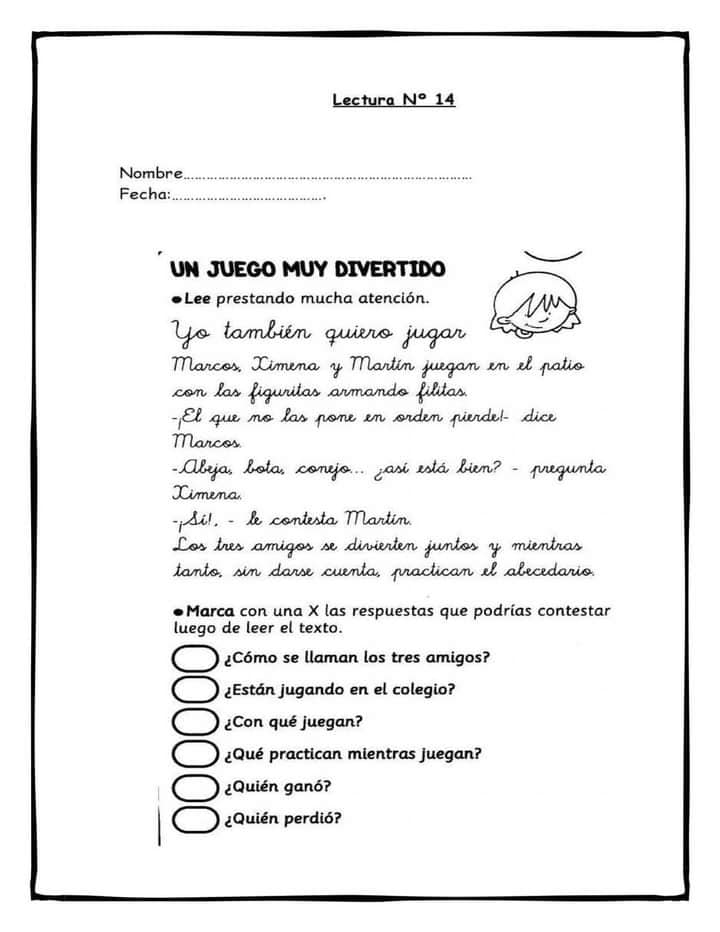 Lectura Nº 14
Nombre................................................................................
Fecha:.........................................
UN JUEGO MUY DIVERTIDO
●Lee prestando mucha atención.
Yo también quiero jugar
Marcos, Ximena y Martín juegan en el patio
con las figuritas armando filitas.
-¡El que no las pone en orden pierde!- dice
Marcos.
-Abeja, bota, conejo... ¿así está bien? - pregunta
Ximena.
-¡Sí!, - le contesta Martín.
Los tres amigos se divierten juntos y mientras
tanto, sin darse cuenta, practican el abecedario.
●Marca con una X las respuestas que podrías contestar
luego de leer el texto.
¿Cómo se llaman los tres amigos?
¿Están jugando en el colegio?
¿Con qué juegan?
¿Qué practican mientras juegan?
¿Quién ganó?
¿Quién perdió?